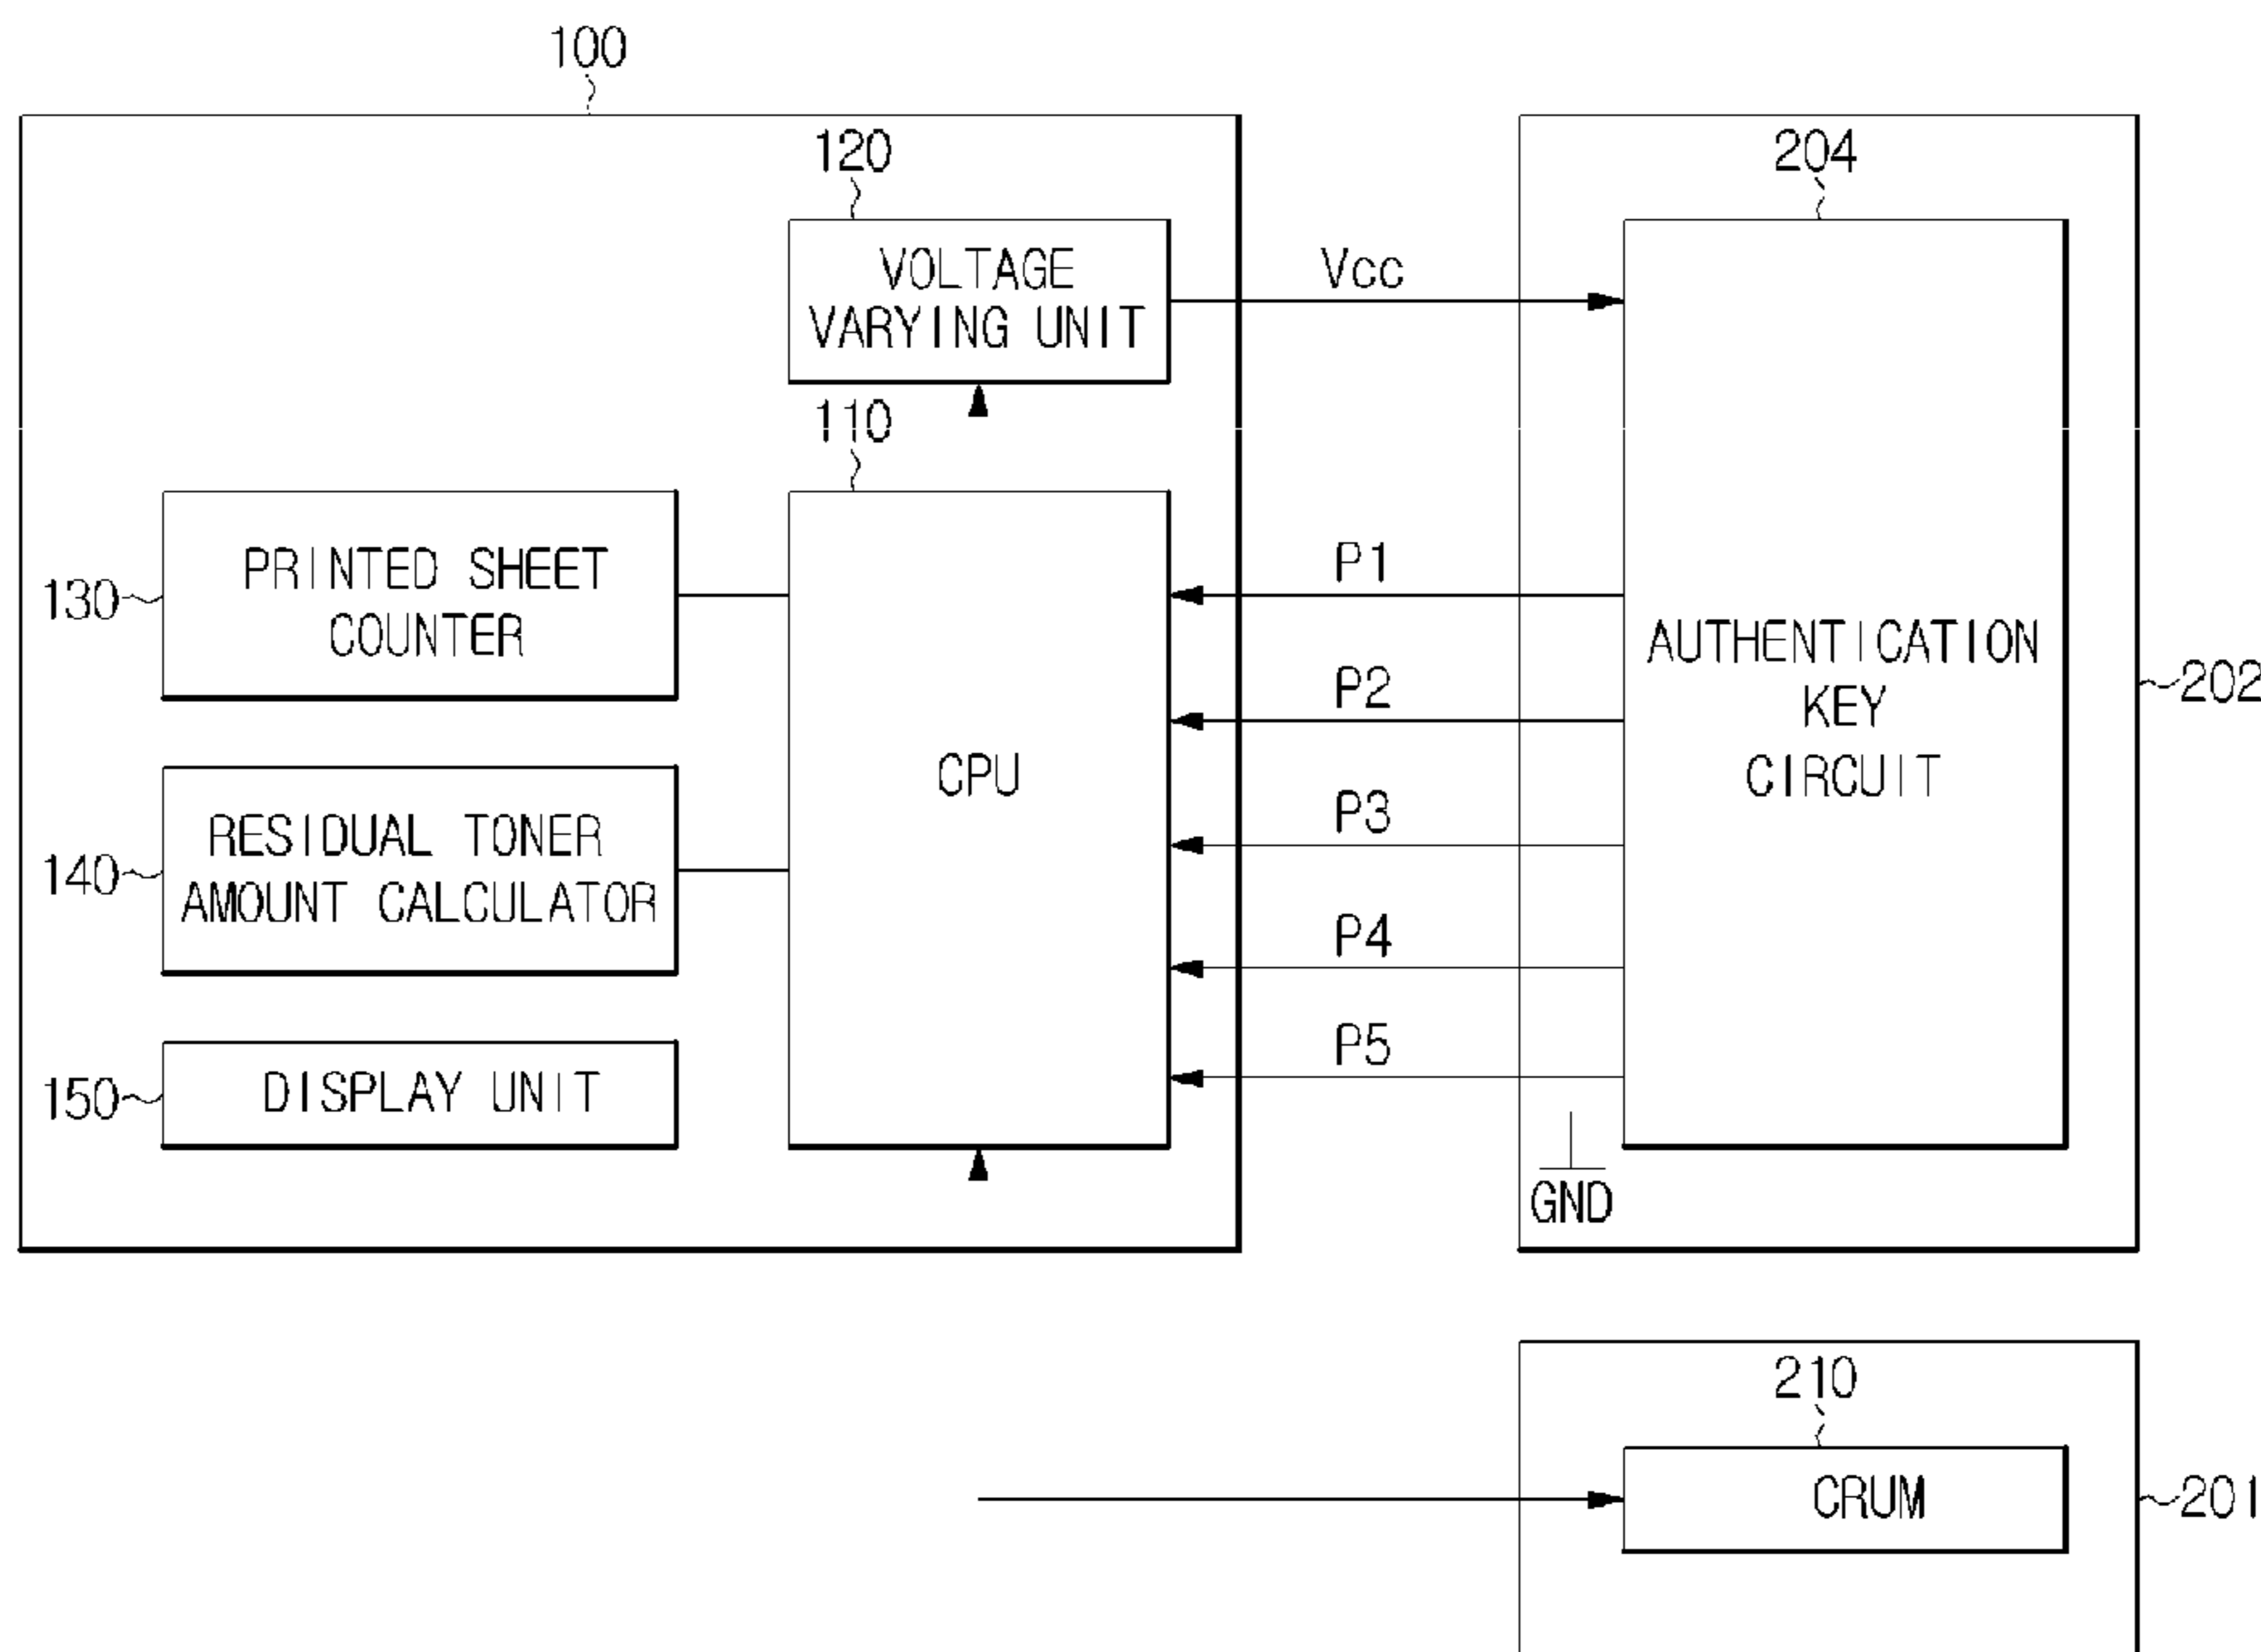 100
120
VOLTAGE
VARYING UNIT
Vcc
204
110
PRINTED SHEET
COUNTER
130
CPU
P1
P2
P3
P4
P5
AUTHENTICATION
KEY
CIRCUIT
202
RESIDUAL TONER
AMOUNT CALCULATOR
140
DISPLAY UNIT
150
GND
210
CRUM
201